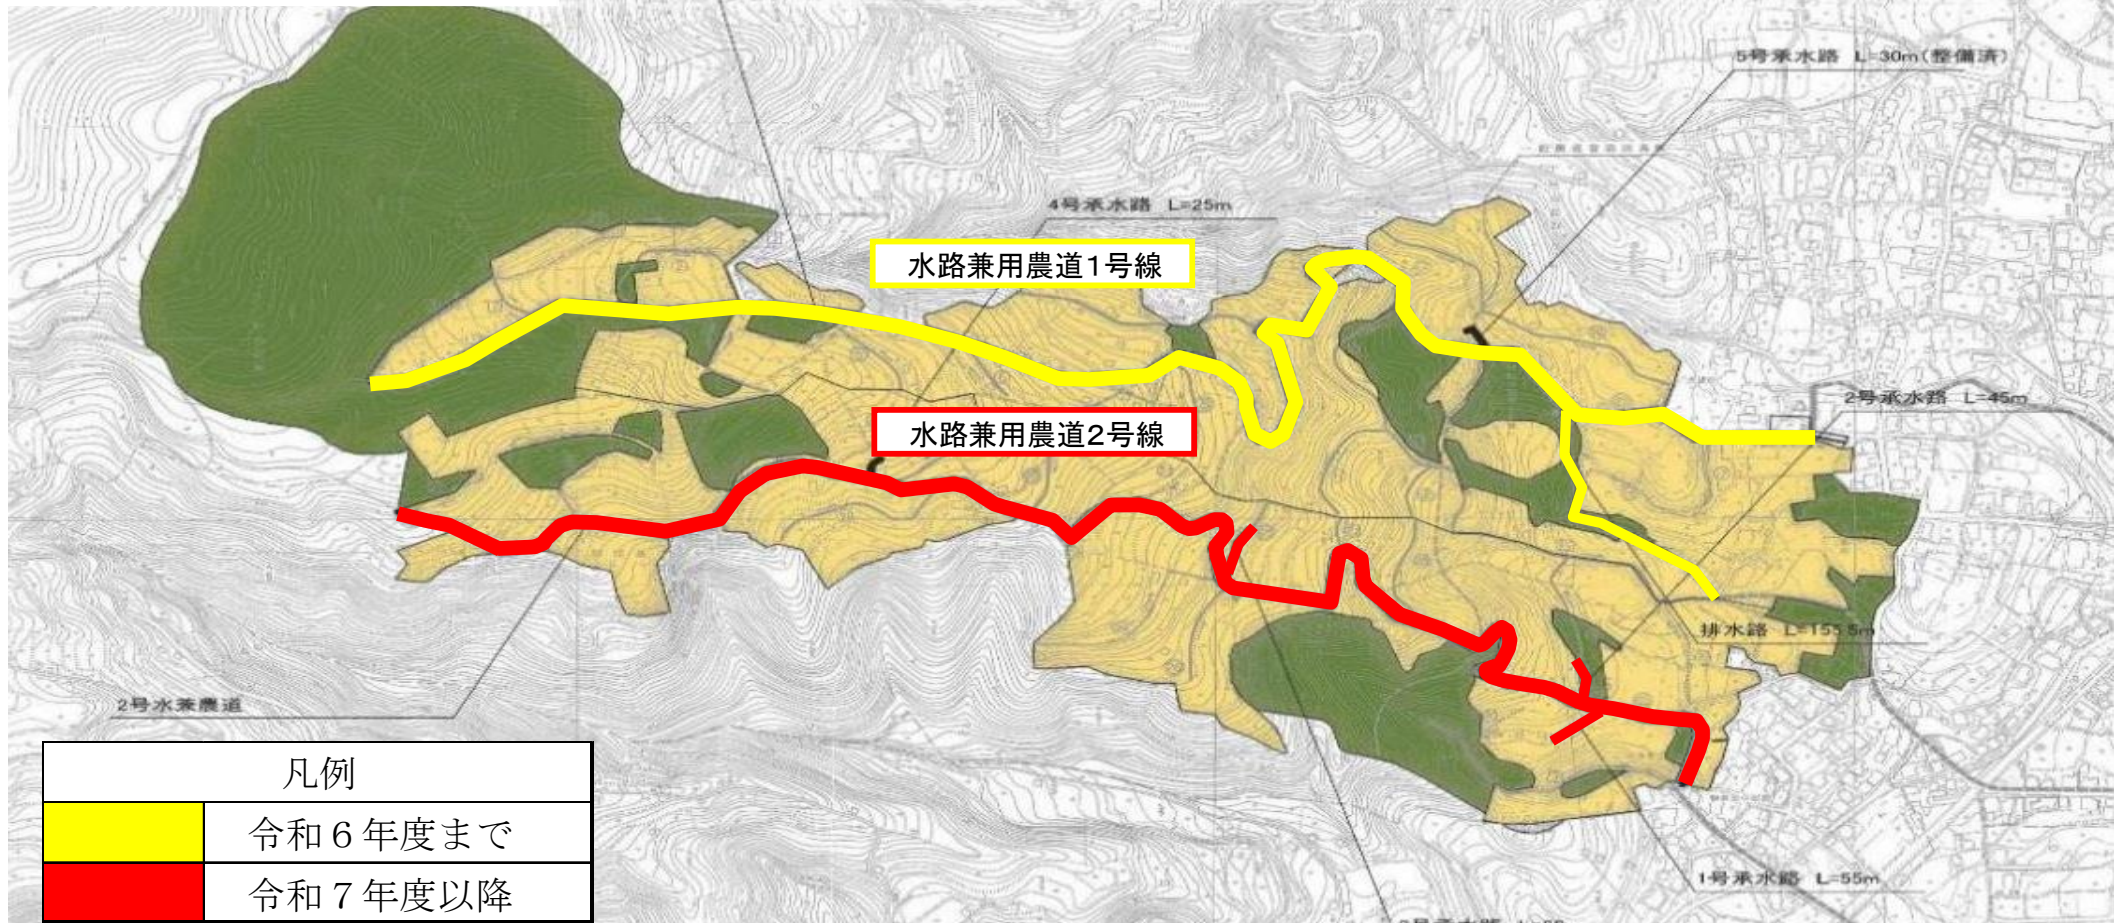 5号承水路 L=30m(整備済)
4号承水路 L=25m
水路兼用農道1号線
2号承水路 L=45m
水路兼用農道2号線
排水路 L=155.5m
2号水兼農道
凡例
令和６年度まで
令和７年度以降
1号承水路 L=55m